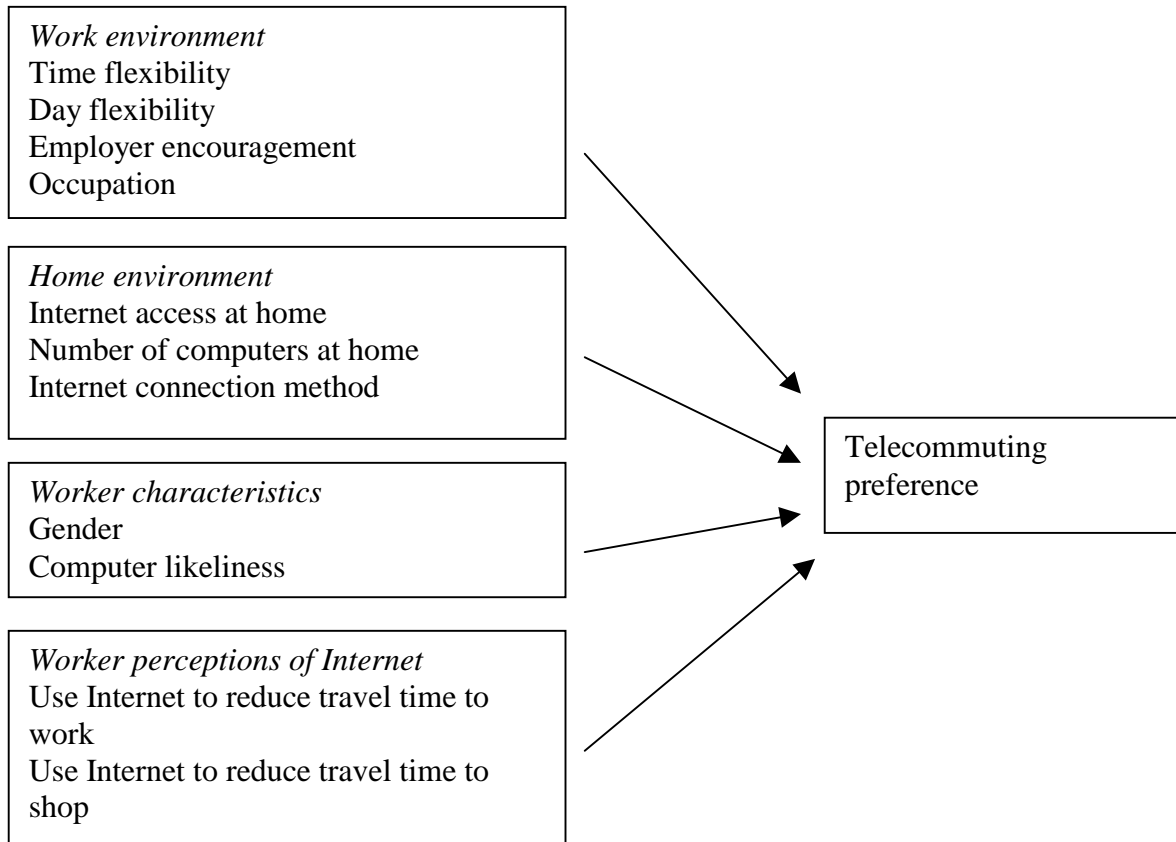 Work environment
Time flexibility
Day flexibility
Employer encouragement
Occupation
Home environment
Internet access at home
Number of computers at home
Internet connection method
Worker characteristics
Gender
Computer likeliness
Worker perceptions of Internet
Use Internet to reduce travel time to
work
Use Internet to reduce travel time to
shop
Telecommuting
preference